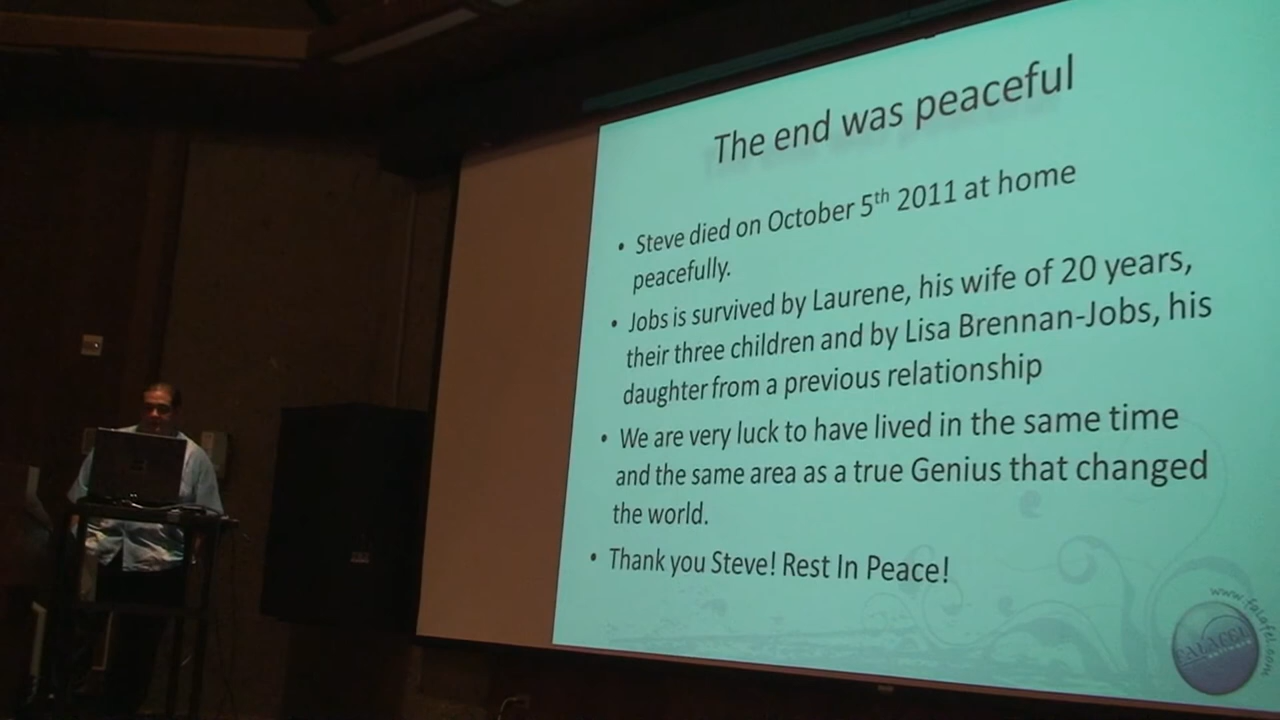 The end was peaceful
• Steve died on October 5th 2011 at home
peacefully.
• Jobs is survived by Laurene, his wife of 20 years,
their three children and by Lisa Brennan-Jobs, his
daughter from a previous relationship
• We are very luck to have lived in the same time
and the same area as a true Genius that changed
the world.
• Thank you Steve! Rest In Peace!
www.falafel.com
FALAFEL